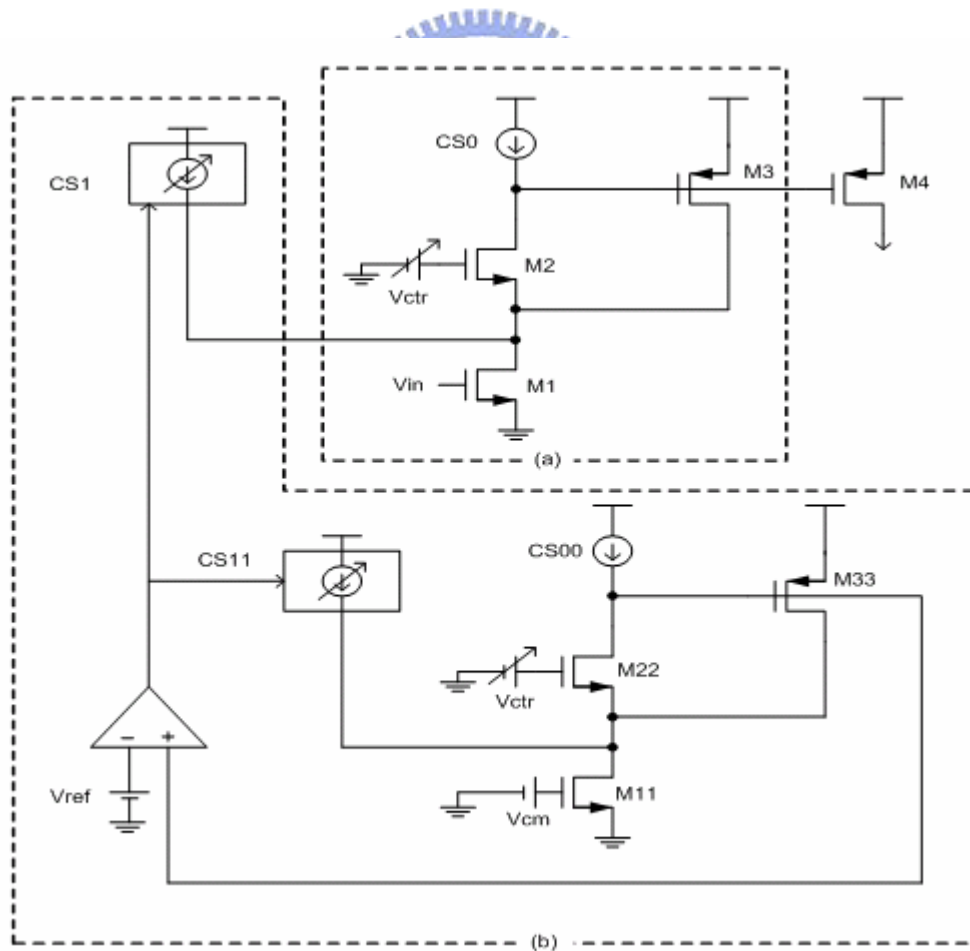 CS0
M3
CS1
M4
M2
Vctr
Vin
M1
(a)
CS11
CS00
M33
M22
Vctr
- +
Vref
M11
Vcm
(b)